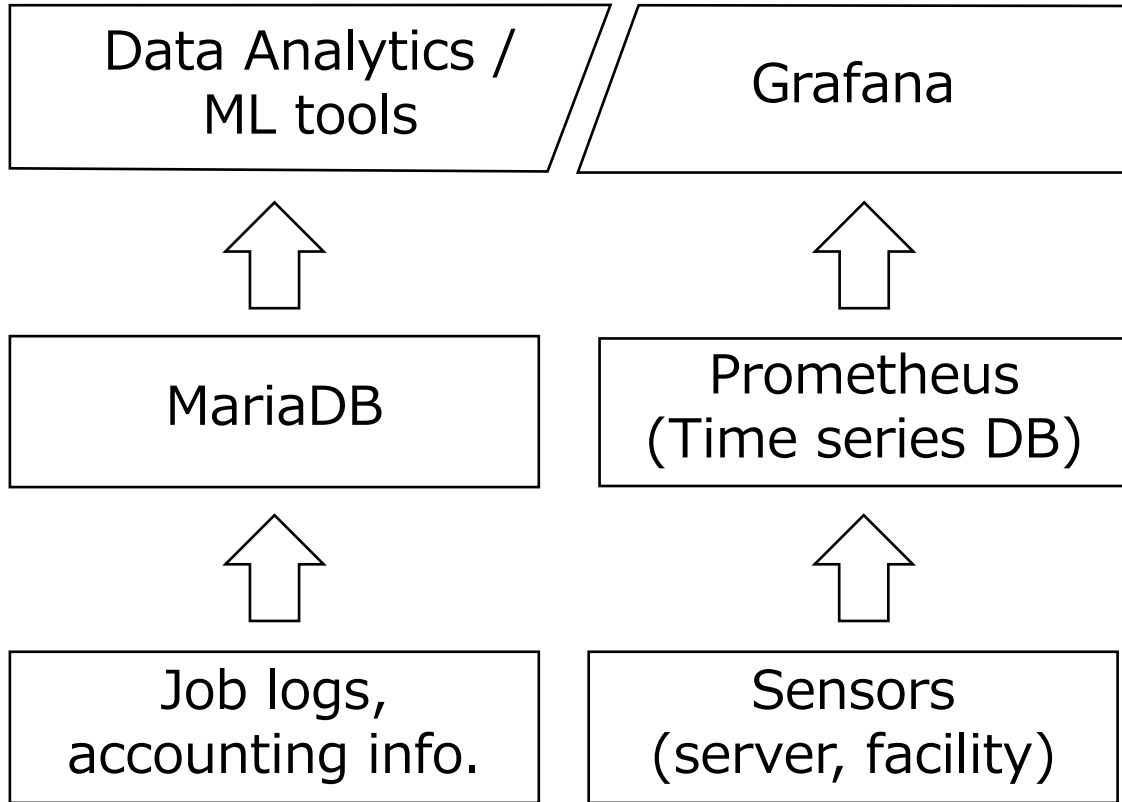 Data Analytics /
ML tools
Grafana
MariaDB
Prometheus
(Time series DB)
Job logs,
accounting info.
Sensors
(server, facility)